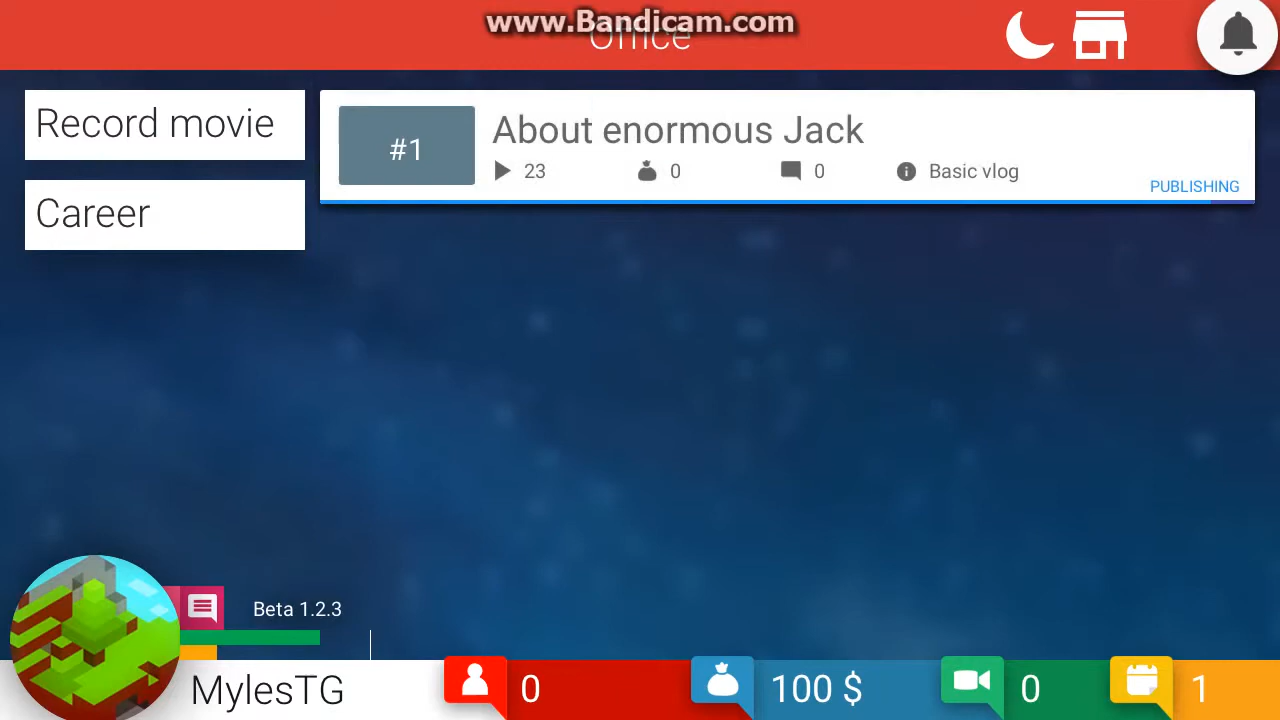 www.Bandicam.com
Office
Record movie
Career
#1
About enormous Jack
23
0
0
Basic vlog
PUBLISHING
Beta 1.2.3
MylesTG
0
100 $
0
1